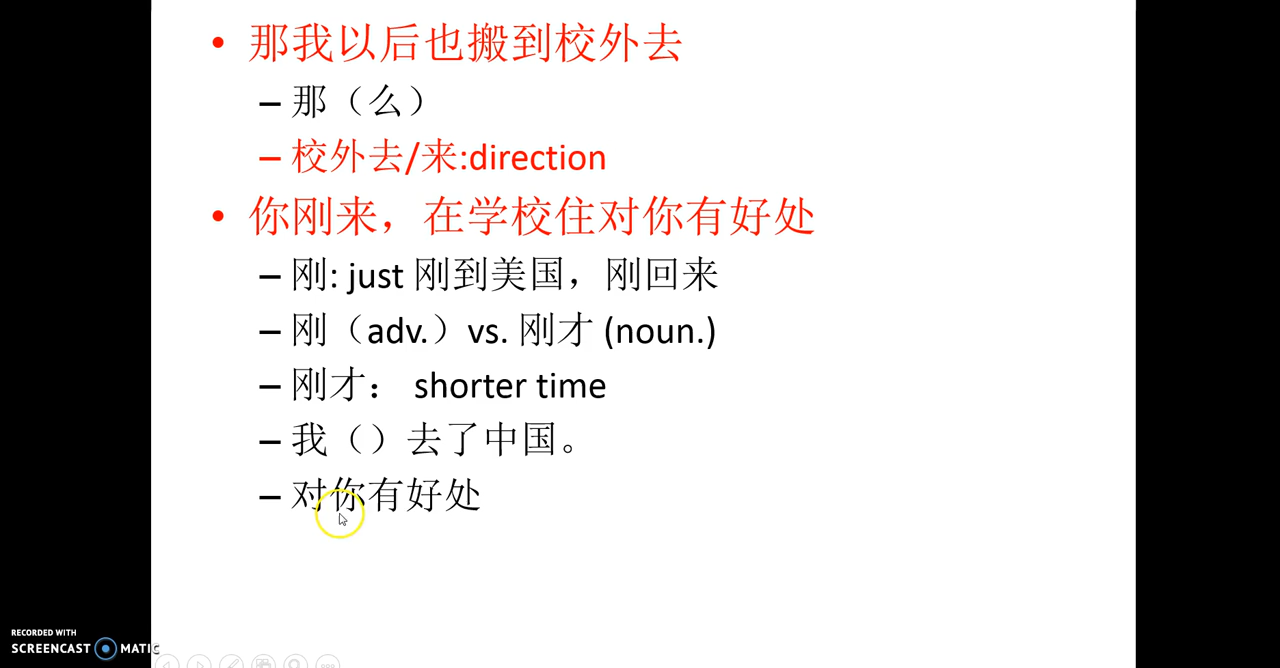 • 那我以后也搬到校外去
– 那（么）
– 校外去/来:direction
• 你刚来，在学校住对你有好处
– 刚: just 刚到美国，刚回来
– 刚（adv.）vs. 刚才 (noun.)
– 刚才： shorter time
– 我（）去了中国。
– 对你有好处
RECORDED WITH
SCREENCAST MATIC